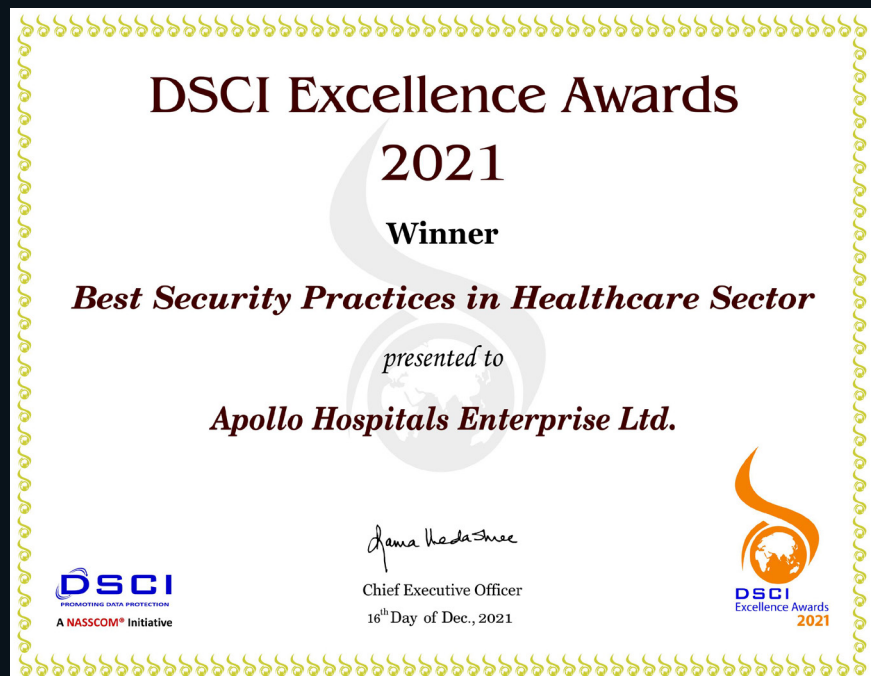 DSCI Excellence Awards
2021
Winner
Best Security Practices in Healthcare Sector
presented to
Apollo Hospitals Enterprise Ltd.
Rama Vedashree
Chief Executive Officer
16th Day of Dec., 2021
DSCI
PROMOTING DATA PROTECTION
A NASSCOM® Initiative
DSCI
Excellence Awards
2021